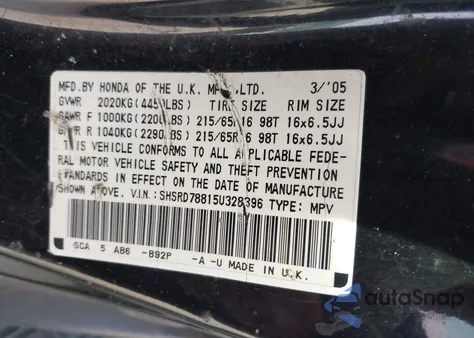 MFD.BY HONDA OF THE U.K. MFG.,LTD. 3/'05
GVWR 2020KG(4450LBS) TIRE SIZE RIM SIZE
GAWR F 1000KG(2200LBS) 215/65R16 98T 16x6.5JJ
GAWR R 1040KG(2290LBS) 215/65R16 98T 16x6.5JJ
THIS VEHICLE CONFORMS TO ALL APPLICABLE FEDE-
RAL MOTOR VEHICLE SAFETY AND THEFT PREVENTION
STANDARDS IN EFFECT ON THE DATE OF MANUFACTURE
SHOWN ABOVE. V.I.N.: SHSRD78815U328396 TYPE: MPV
SCA 5 AB6 -B92P -A -U MADE IN U.K.
autoSnap